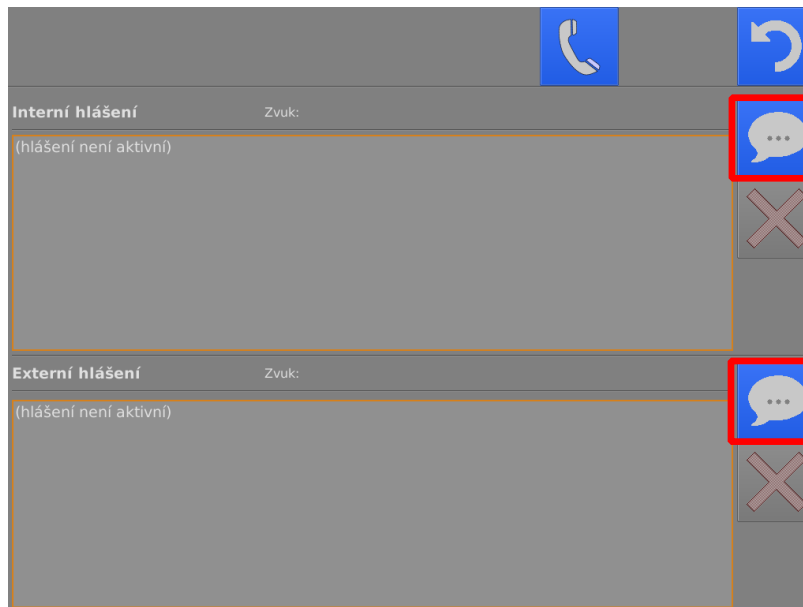 Interní hlášení Zvuk:
(hlášení není aktivní)
Externí hlášení Zvuk:
(hlášení není aktivní)